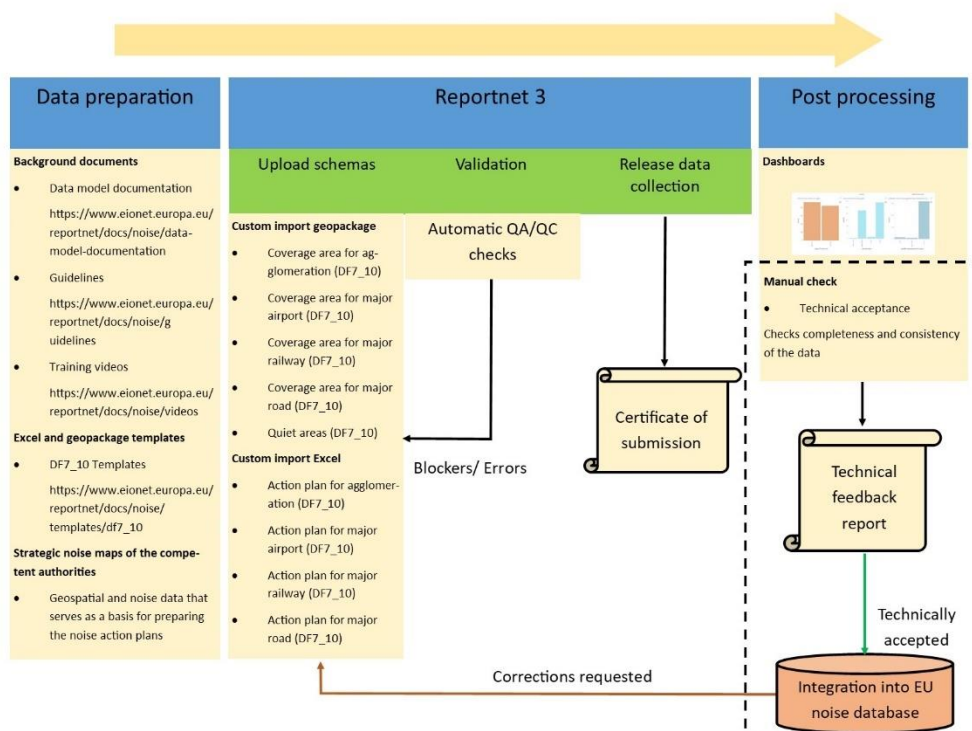 Data preparation
Background documents
• Data model documentation
https://www.eionet.europa.eu/
reportnet/docs/noise/data-
model-documentation
• Guidelines
https://www.eionet.europa.eu/
reportnet/docs/noise/g
uidelines
• Training videos
https://www.eionet.europa.eu/
reportnet/docs/noise/videos
Excel and geopackage templates
• DF7_10 Templates
https://www.eionet.europa.eu/
reportnet/docs/noise/
templates/df7_10
Strategic noise maps of the compe-
tent authorities
• Geospatial and noise data that
serves as a basis for preparing
the noise action plans
Reportnet 3
Upload schemas
Custom import geopackage
• Coverage area for ag-
glomeration (DF7_10)
• Coverage area for major
airport (DF7_10)
• Coverage area for major
railway (DF7_10)
• Coverage area for major
road (DF7_10)
• Quiet areas (DF7_10)
Custom import Excel
• Action plan for agglomer-
ation (DF7_10)
• Action plan for major
airport (DF7_10)
• Action plan for major
railway (DF7_10)
• Action plan for major
road (DF7_10)
Validation
Automatic QA/QC
checks
Blockers/ Errors
Release data
collection
Certificate of
submission
Post processing
Dashboards
Manual check
• Technical acceptance
Checks completeness and consistency
of the data
Technical
feedback
report
Technically
accepted
Integration into EU
noise database
Corrections requested